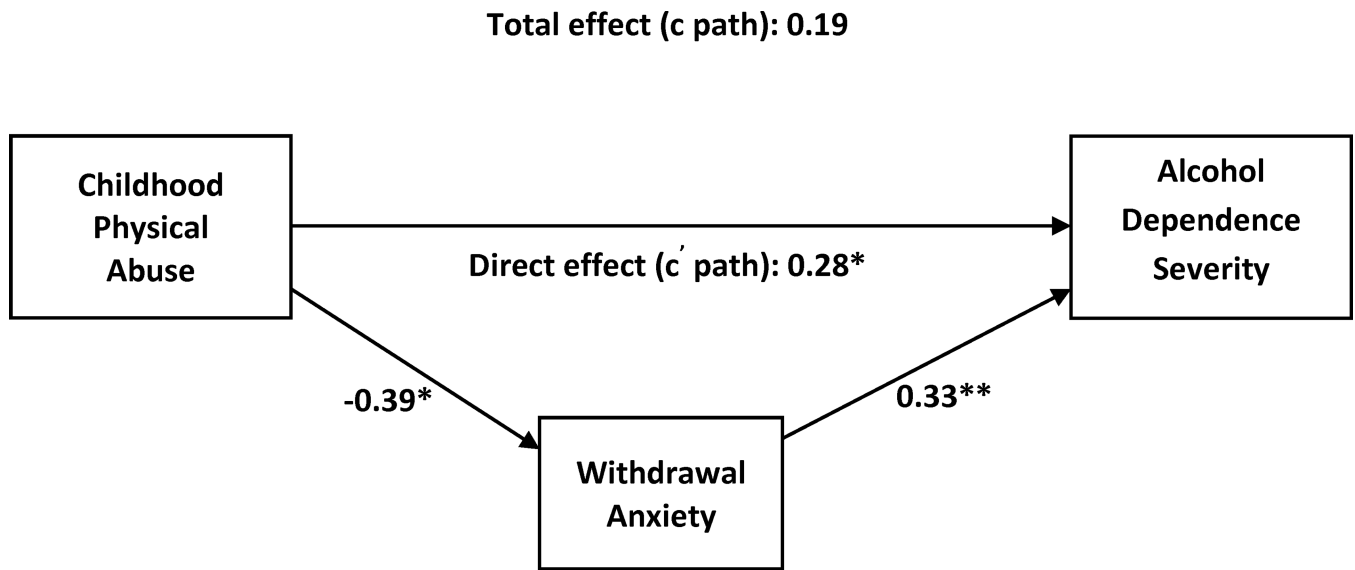 Total effect (c path): 0.19
Childhood
Physical
Abuse
Alcohol
Dependence
Severity
Direct effect (c’ path): 0.28*
-0.39*
0.33**
Withdrawal
Anxiety